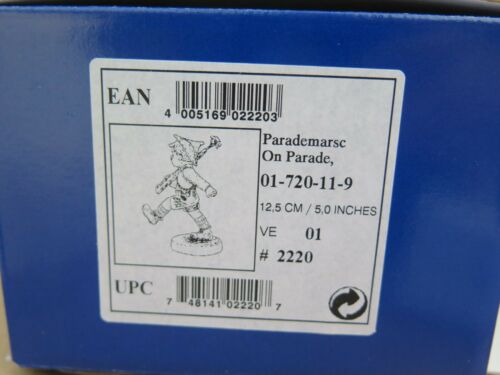 EAN
4 005169 022203
Parademarsc
On Parade,
01-720-11-9
12,5 CM / 5,0 INCHES
VE 01
# 2220
UPC
7 48141 02220 7